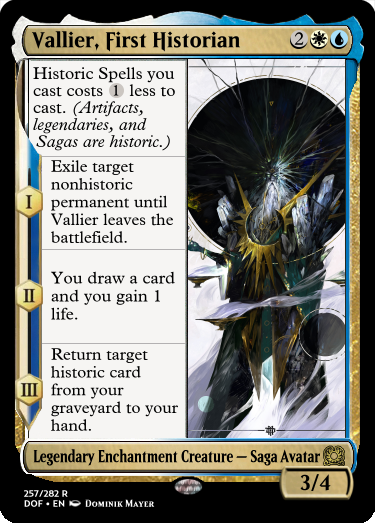 Vallier, First Historian 2
Historic Spells you
cast costs 1 less to
cast. (Artifacts,
legendaries, and
Sagas are historic.)
I
Exile target
nonhistoric
permanent until
Vallier leaves the
battlefield.
II
You draw a card
and you gain 1
life.
III
Return target
historic card
from your
graveyard to your
hand.
Legendary Enchantment Creature — Saga Avatar
3/4
257/282 R
DOF • EN Dominik Mayer